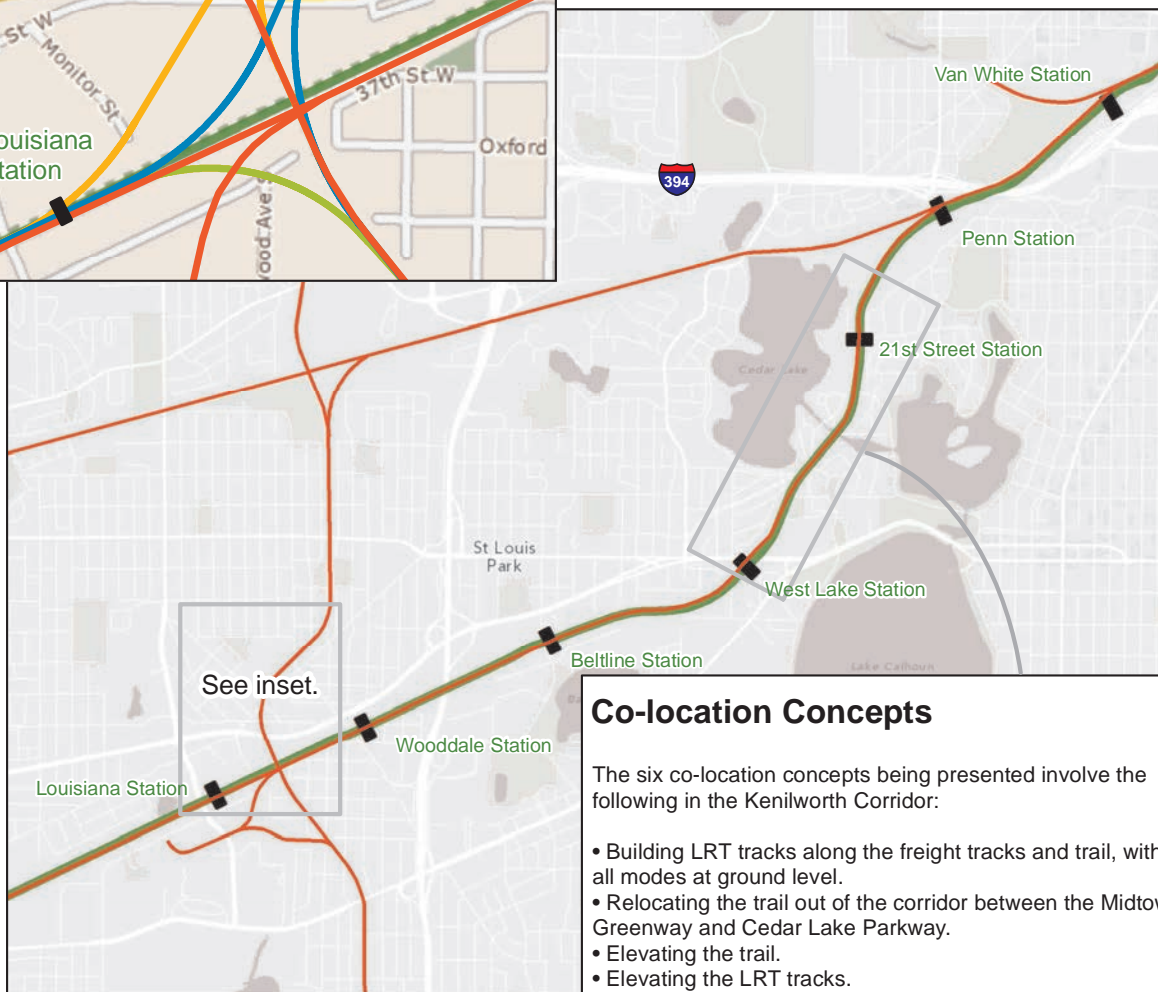 St W
Monitor St
37th St W
Oxford
ouisiana
tation
ood Ave S
Van White Station
394
Penn Station
21st Street Station
Cedar Lake
St Louis
Park
West Lake Station
Beltline Station
Lake Calhoun
See inset.
Wooddale Station
Louisiana Station
Co-location Concepts
The six co-location concepts being presented involve the
following in the Kenilworth Corridor:
• Building LRT tracks along the freight tracks and trail, with
all modes at ground level.
• Relocating the trail out of the corridor between the Midtow
Greenway and Cedar Lake Parkway.
• Elevating the trail.
• Elevating the LRT tracks.